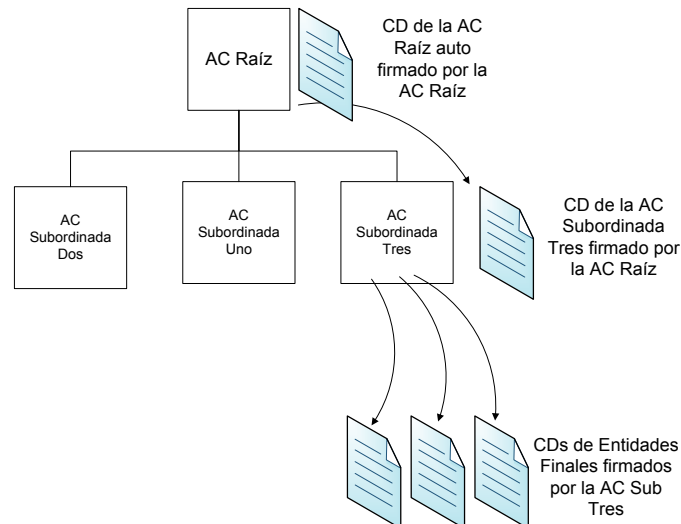 AC Raíz
CD de la AC
Raíz auto
firmado por la
AC Raíz
AC
Subordinada
Dos
AC
Subordinada
Uno
AC
Subordinada
Tres
CD de la AC
Subordinada
Tres firmado por
la AC Raíz
CDs de Entidades
Finales firmados
por la AC Sub
Tres